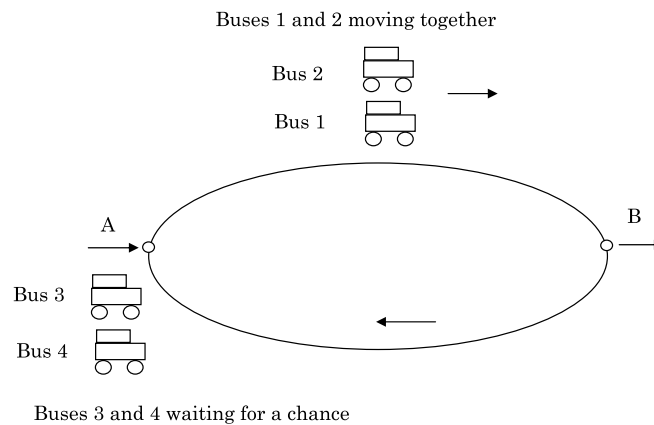 Buses 1 and 2 moving together
Bus 2
Bus 1
A
B
Bus 3
Bus 4
Buses 3 and 4 waiting for a chance